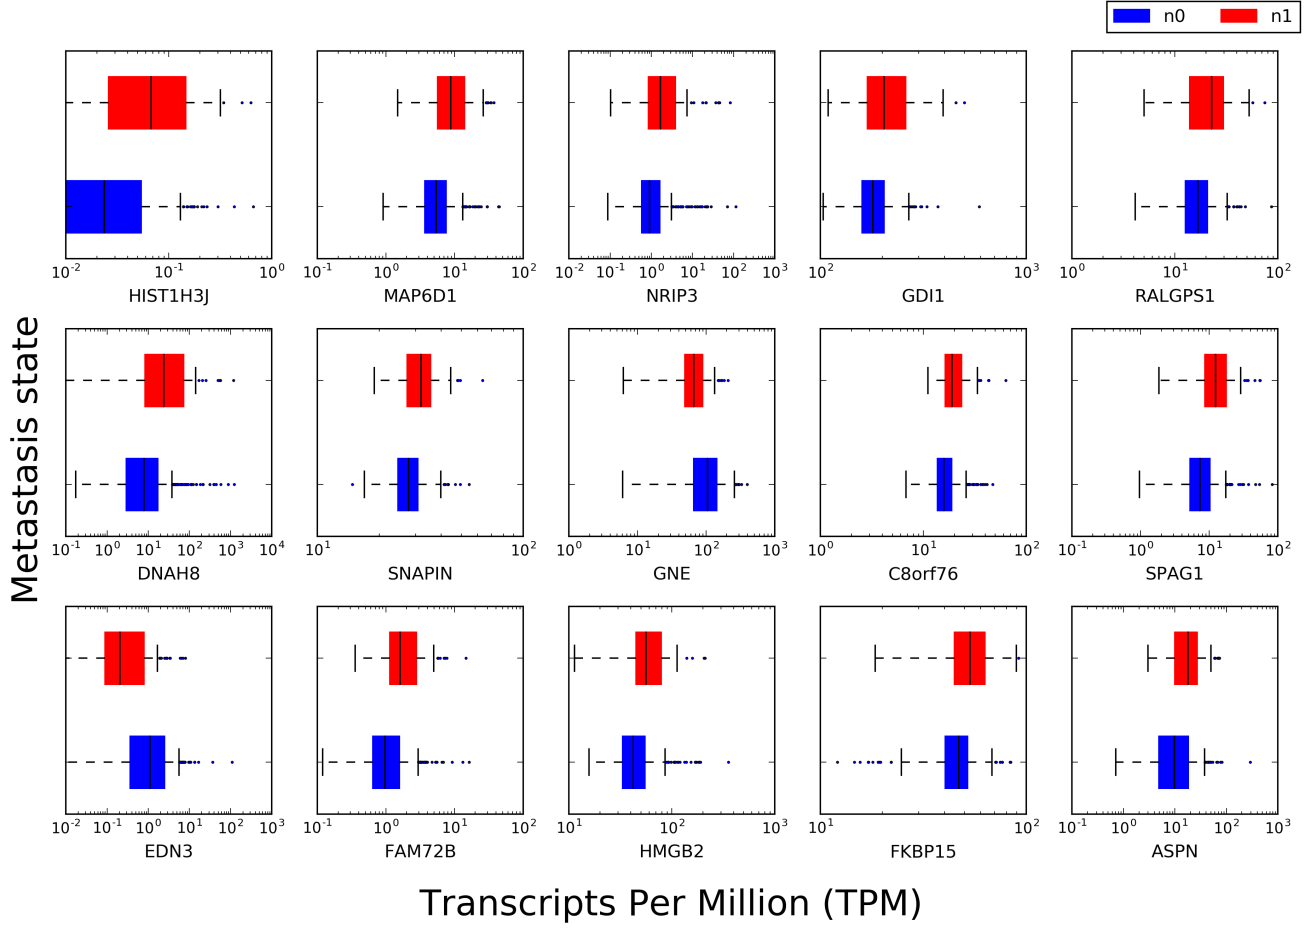 n0 n1
10^-2 10^-1 10^0
HIST1H3J
10^-1 10^0 10^1 10^2
MAP6D1
10^-2 10^-1 10^0 10^1 10^2 10^3
NRIP3
10^2 10^3
GDI1
10^0 10^1 10^2
RALGPS1
Metastasis state
10^-1 10^0 10^1 10^2 10^3 10^4
DNAH8
10^1 10^2
SNAPIN
10^0 10^1 10^2 10^3
GNE
10^0 10^1 10^2
C8orf76
10^-1 10^0 10^1 10^2
SPAG1
10^-2 10^-1 10^0 10^1 10^2 10^3
EDN3
10^-1 10^0 10^1 10^2
FAM72B
10^1 10^2 10^3
HMGB2
10^1 10^2
FKBP15
10^-1 10^0 10^1 10^2 10^3
ASPN
Transcripts Per Million (TPM)